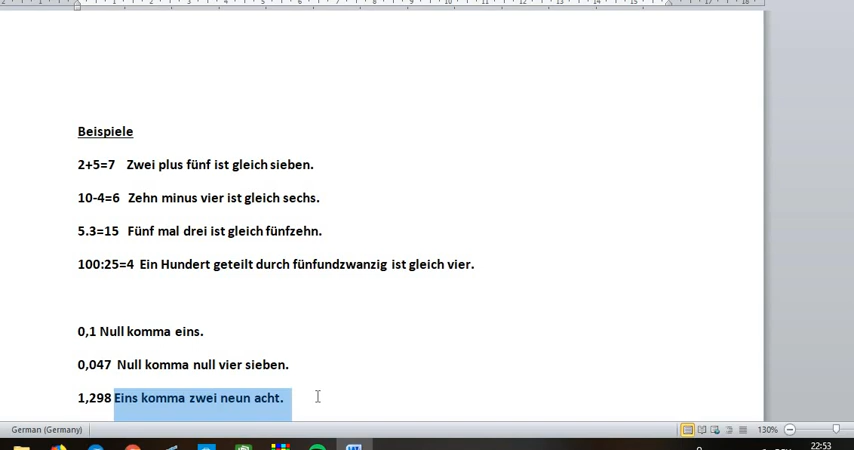 Beispiele
2+5=7 Zwei plus fünf ist gleich sieben.
10-4=6 Zehn minus vier ist gleich sechs.
5.3=15 Fünf mal drei ist gleich fünfzehn.
100:25=4 Ein Hundert geteilt durch fünfundzwanzig ist gleich vier.
0,1 Null komma eins.
0,047 Null komma null vier sieben.
1,298 Eins komma zwei neun acht.
German (Germany) 130%
22:53